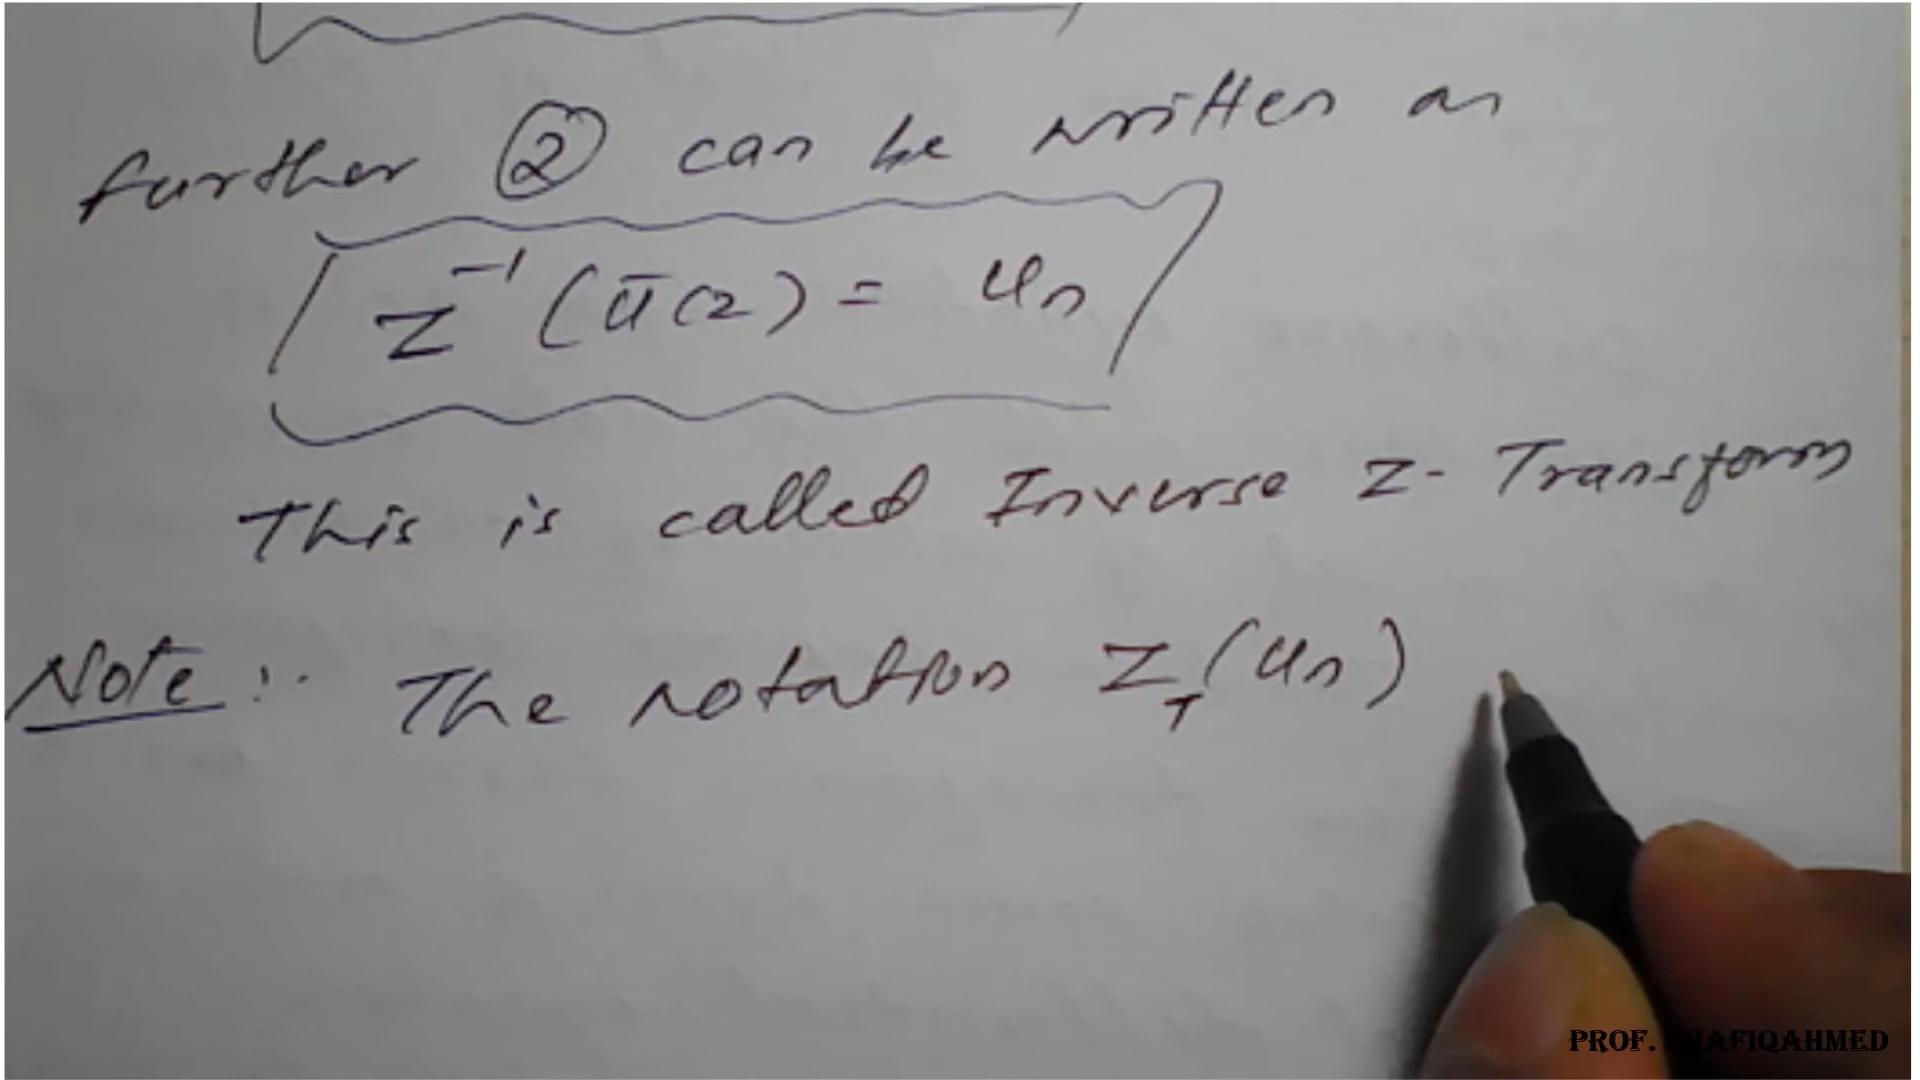 further ② can be written as
Z⁻¹(ū(z)) = uₙ
This is called Inverse Z-Transform
Note:- The notation Z_T(uₙ)
PROF. HAFIQAHMED